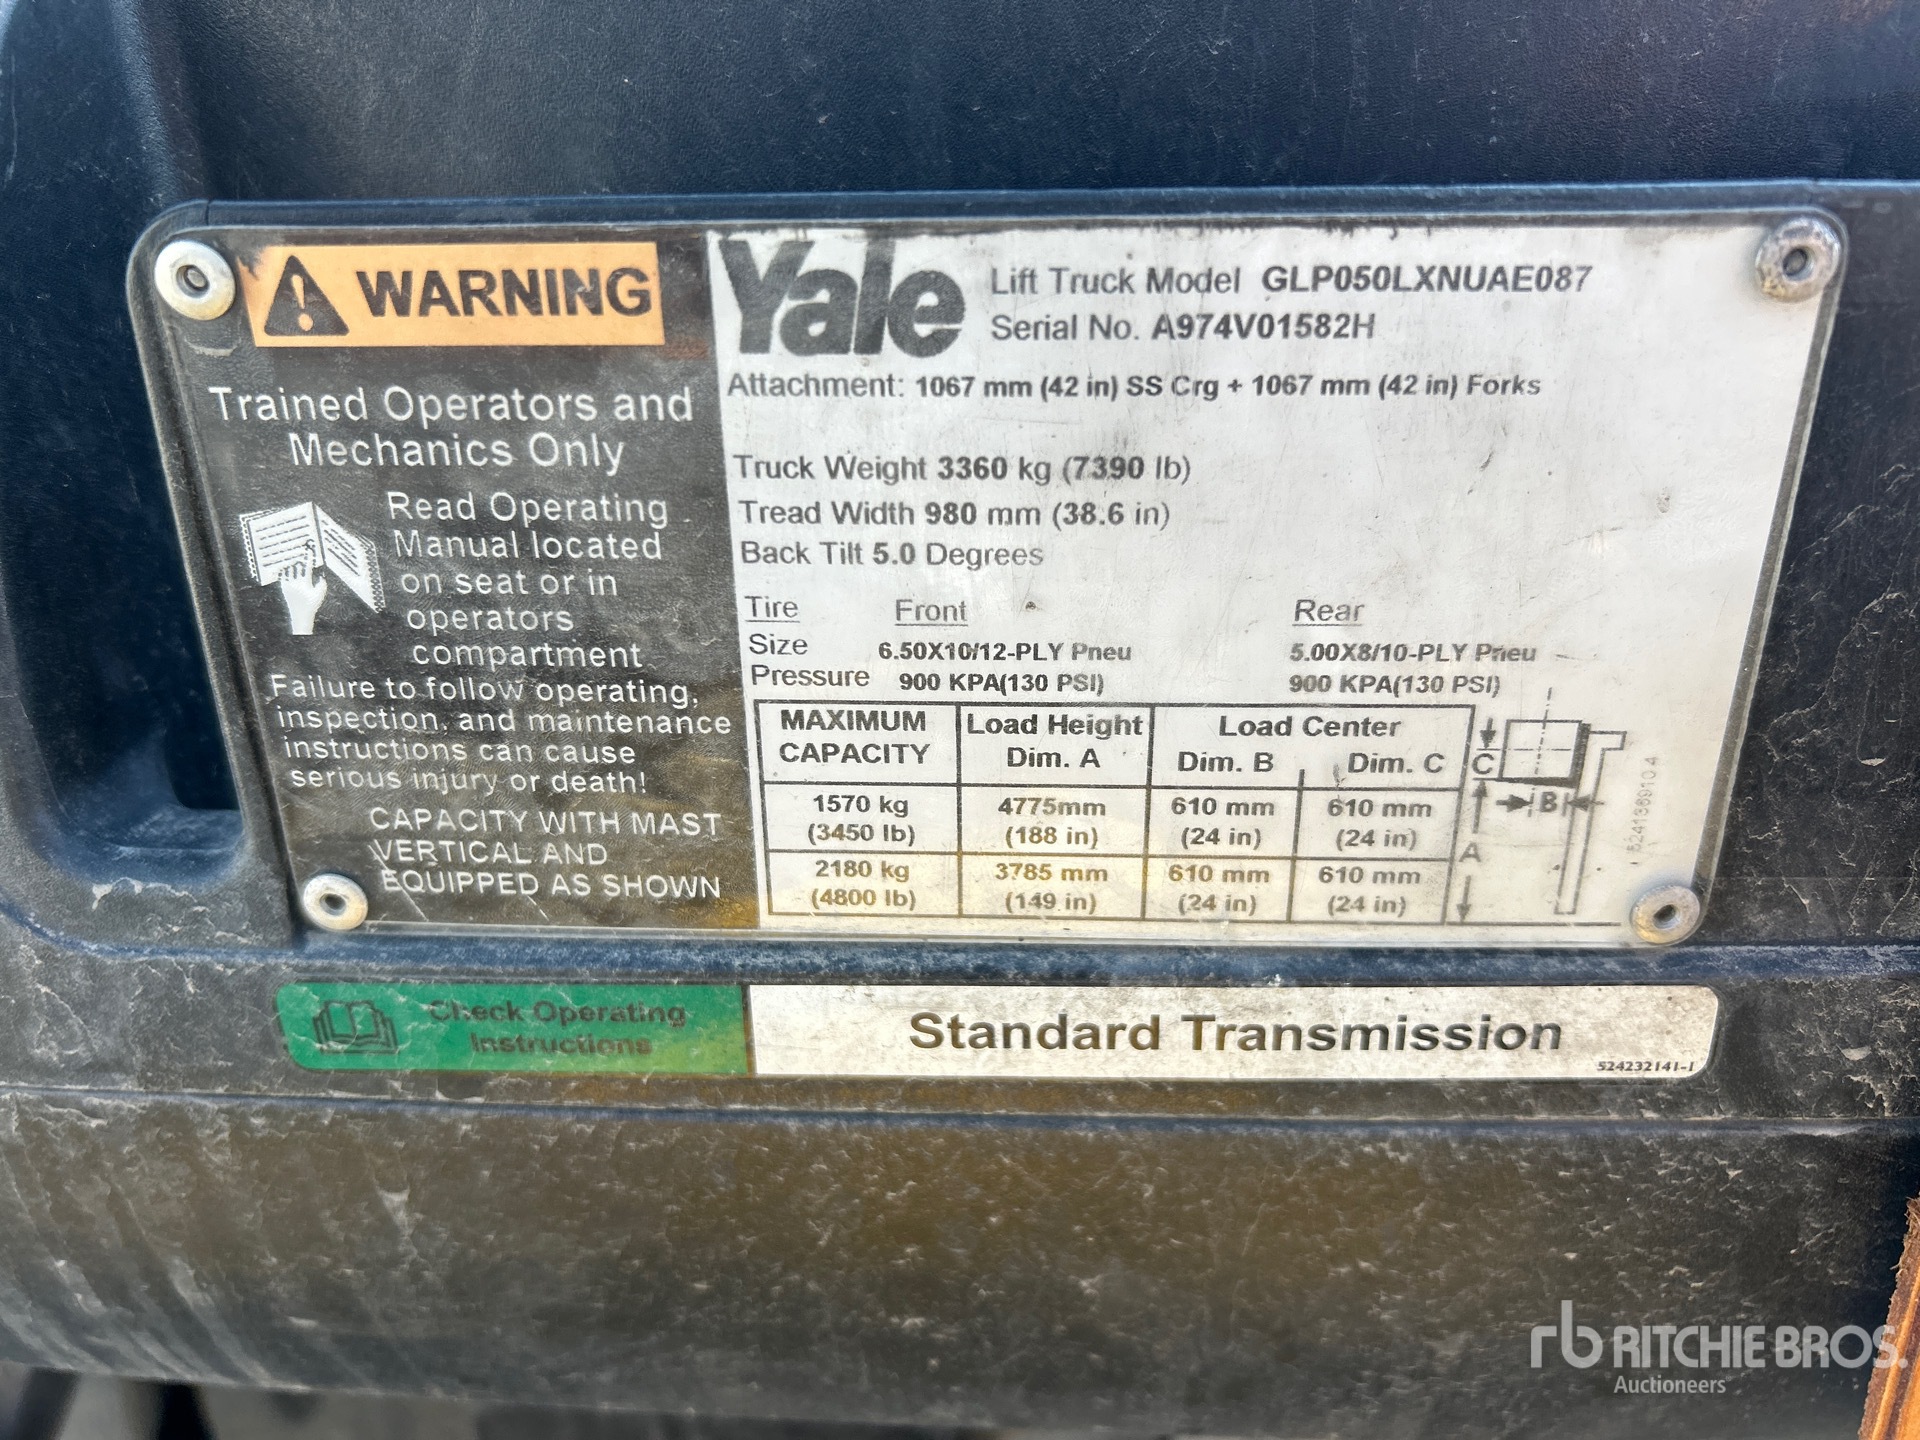 WARNING
Trained Operators and
Mechanics Only
Read Operating
Manual located
on seat or in
operators
compartment
Failure to follow operating,
inspection, and maintenance
instructions can cause
serious injury or death!
CAPACITY WITH MAST
VERTICAL AND
EQUIPPED AS SHOWN
Yale
Lift Truck Model GLP050LXNUAE087
Serial No. A974V01582H
Attachment: 1067 mm (42 in) SS Crg + 1067 mm (42 in) Forks
Truck Weight 3360 kg (7390 lb)
Tread Width 980 mm (38.6 in)
Back Tilt 5.0 Degrees
Tire Front Rear
Size 6.50X10/12-PLY Pneu 5.00X8/10-PLY Pneu
Pressure 900 KPA(130 PSI) 900 KPA(130 PSI)
MAXIMUM Load Height Load Center
CAPACITY Dim. A Dim. B Dim. C
1570 kg 4775mm 610 mm 610 mm
(3450 lb) (188 in) (24 in) (24 in)
2180 kg 3785 mm 610 mm 610 mm
(4800 lb) (149 in) (24 in) (24 in)
C
B
A
524136910 4
Check Operating
Instructions
Standard Transmission
524232141-1
rb RITCHIE BROS.
Auctioneers